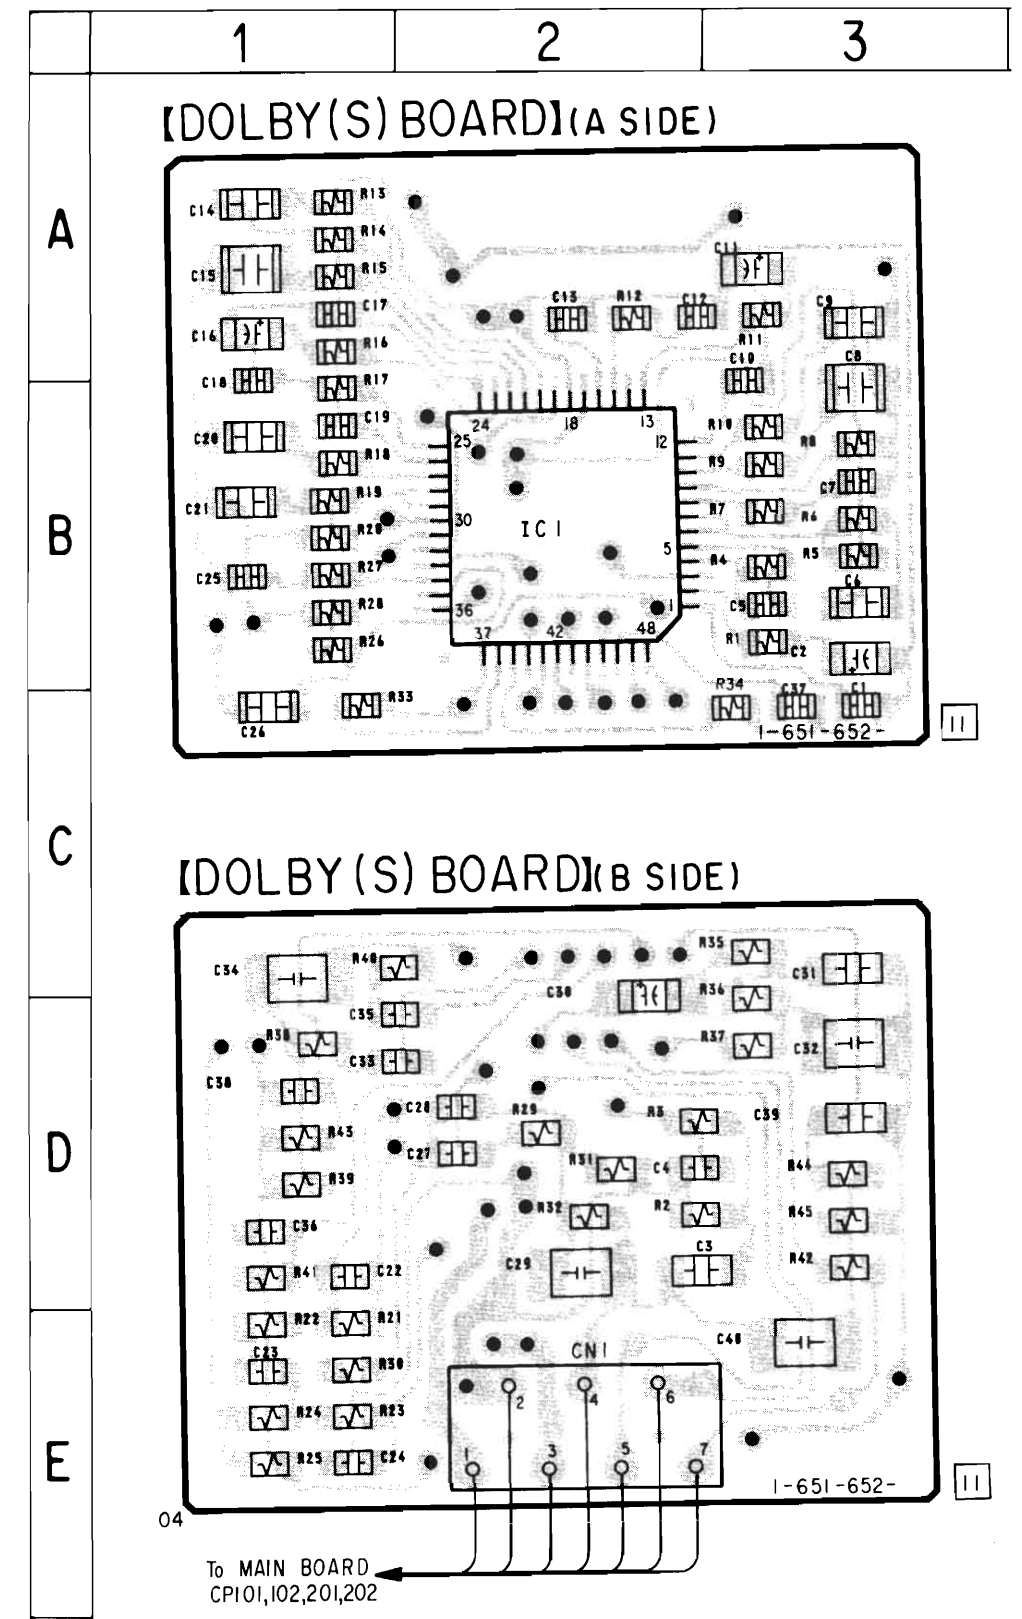 1 2 3
A
B
C
D
E
【DOLBY(S) BOARD】(A SIDE)
C14 R13
R14
C15 R15
C11
C17
C13 R12 C12
C9
C16
R16
R11
C10
C8
C18 R17
24 18 13
C19
C20
25 12
R10
R8
R18
R9
C7
C21 R19
R7
R6
30
R20
IC1
5
R5
C25 R27
R4
C6
R28
36
C5
1
37 42 48
R26
R1
C2
R33
R34 C37 C1
C26
1-651-652-
11
【DOLBY(S) BOARD】(B SIDE)
C34 R40
R35
C31
C30
R36
C35
R38
C33
R37
C32
C38
C28
R29
R3
C39
R43
C27
R31
C4
R44
R39
R32
R2
R45
C36
C29
C3
R42
R41 C22
R22 R21
C23
C40
CN1
R30
2 4 6
R24 R23
R25 C24
1 3 5 7
1-651-652-
11
04
To MAIN BOARD
CP101,102,201,202